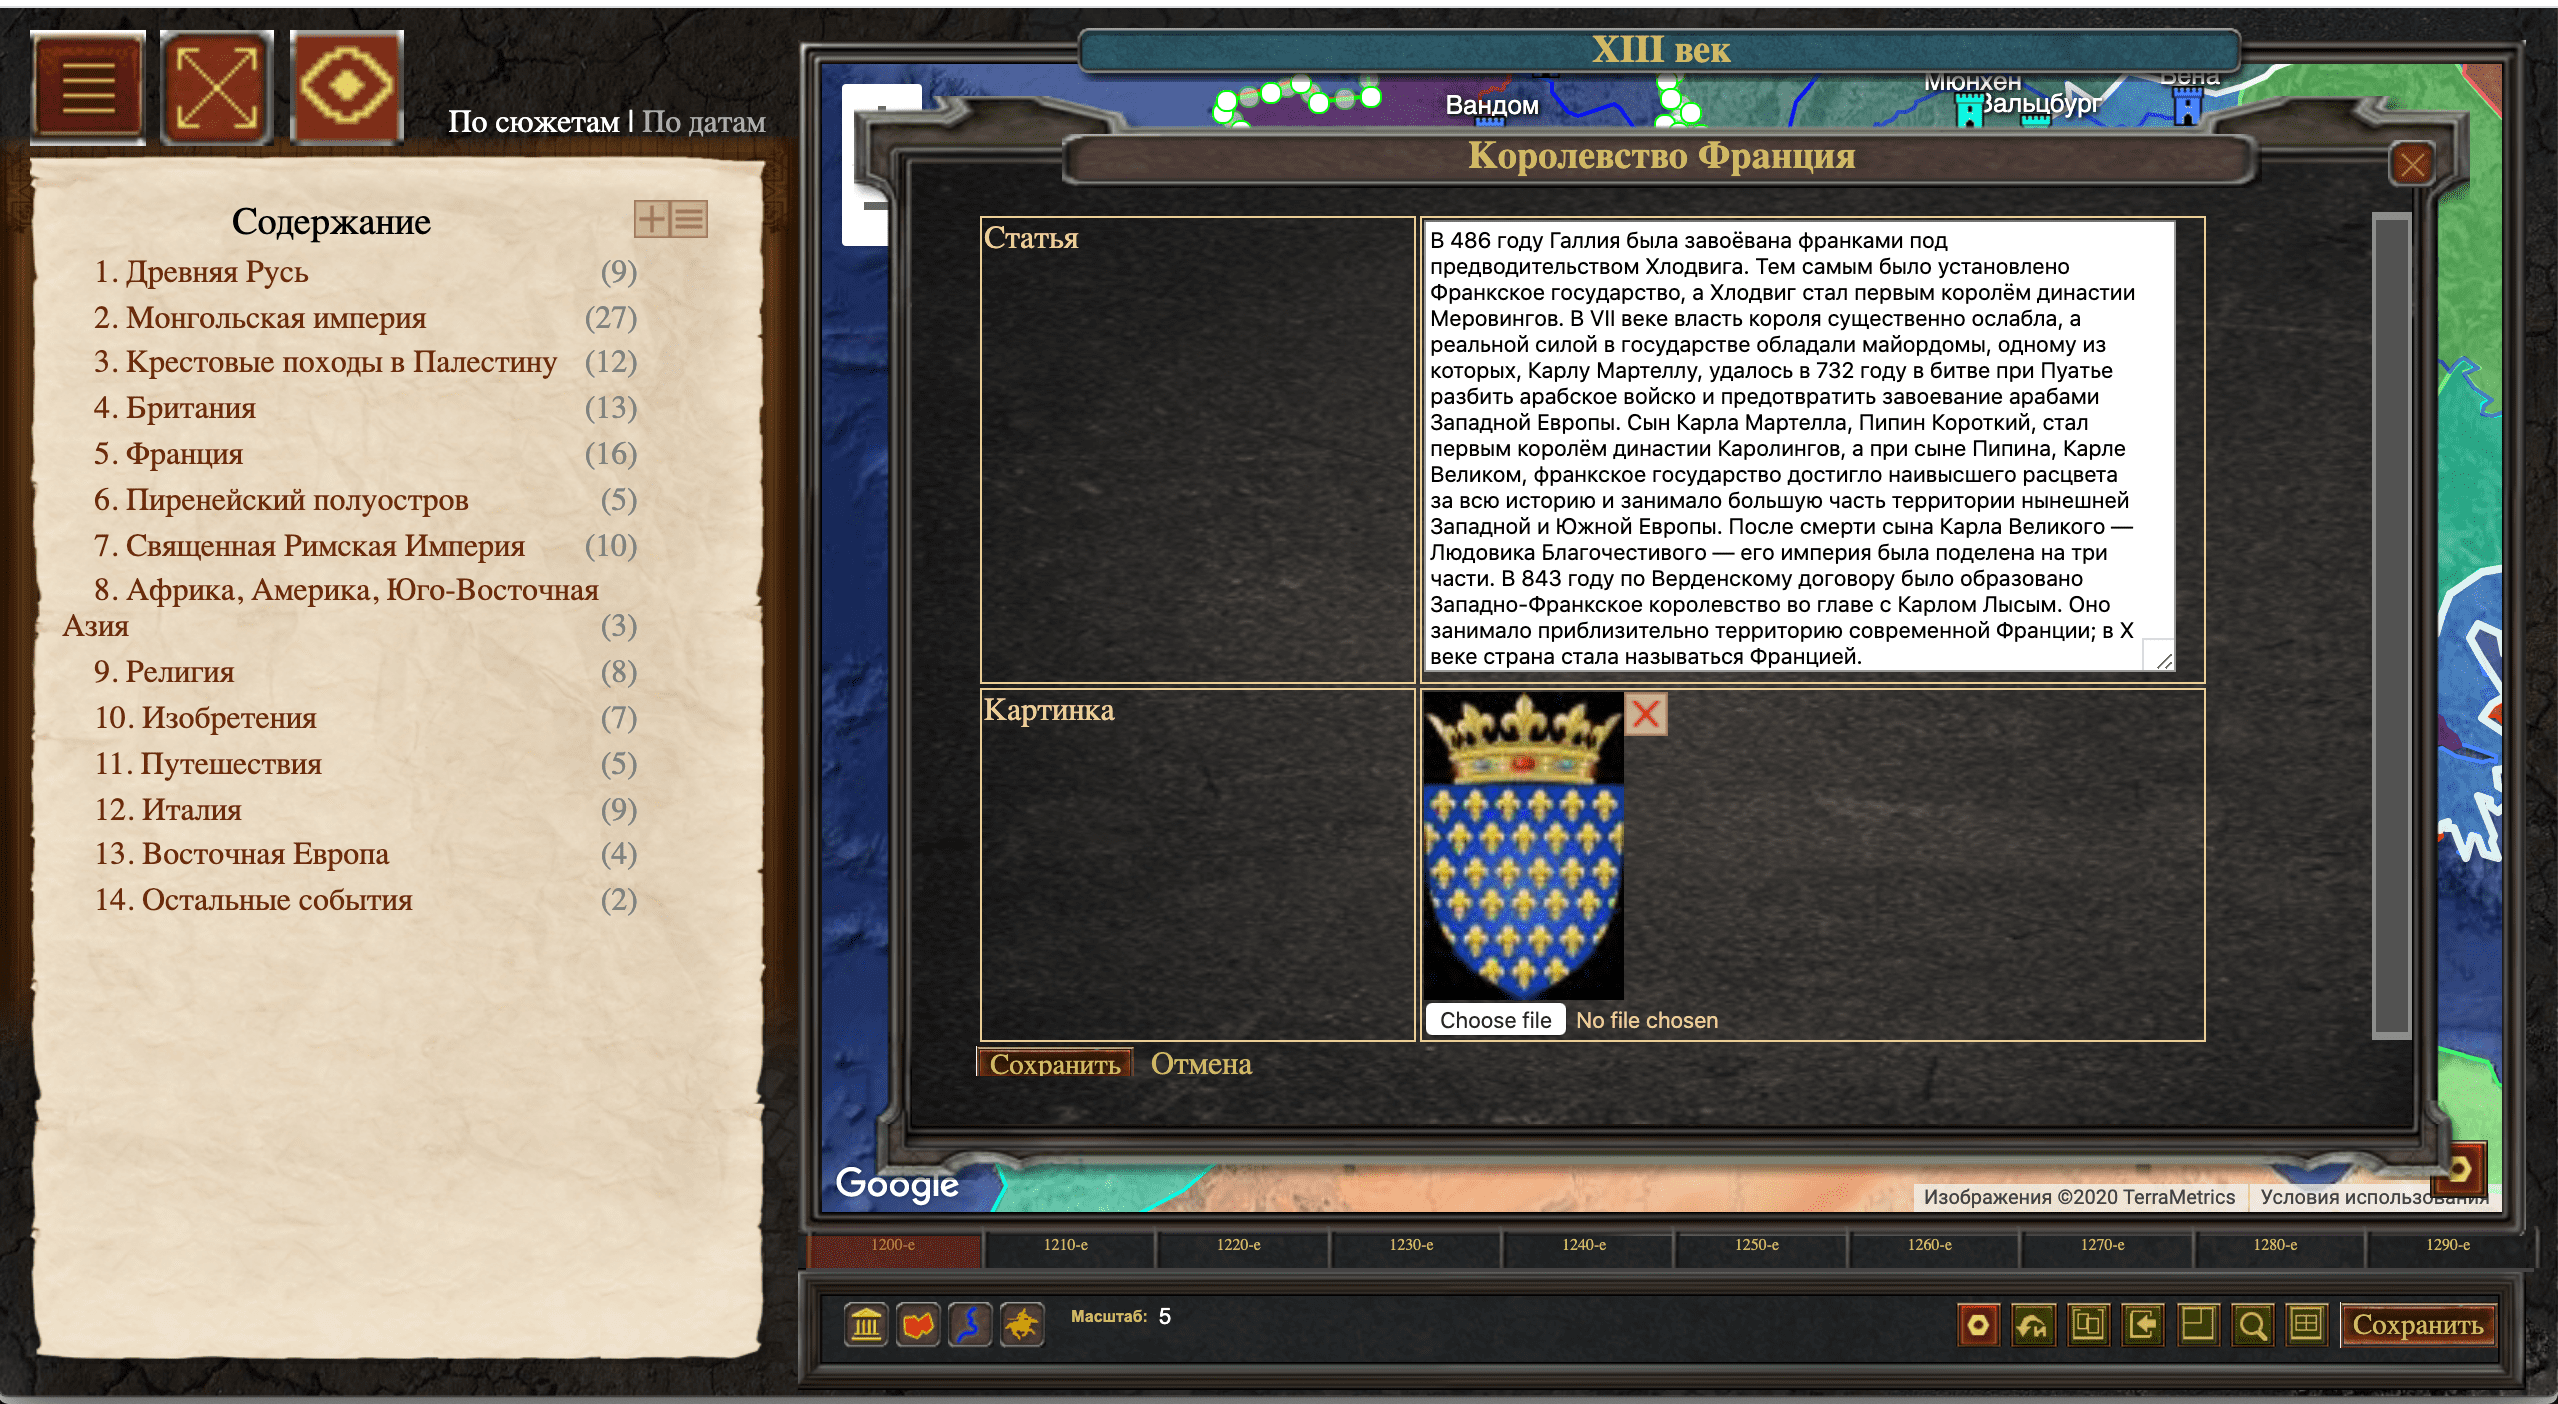 По сюжетам | По датам
Содержание
1. Древняя Русь (9)
2. Монгольская империя (27)
3. Крестовые походы в Палестину (12)
4. Британия (13)
5. Франция (16)
6. Пиренейский полуостров (5)
7. Священная Римская Империя (10)
8. Африка, Америка, Юго-Восточная
Азия (3)
9. Религия (8)
10. Изобретения (7)
11. Путешествия (5)
12. Италия (9)
13. Восточная Европа (4)
14. Остальные события (2)
XIII век
Вандом
Мюнхен
Вена
Зальцбург
Королевство Франция
Статья
В 486 году Галлия была завоёвана франками под
предводительством Хлодвига. Тем самым было установлено
Франкское государство, а Хлодвиг стал первым королём династии
Меровингов. В VII веке власть короля существенно ослабла, а
реальной силой в государстве обладали майордомы, одному из
которых, Карлу Мартеллу, удалось в 732 году в битве при Пуатье
разбить арабское войско и предотвратить завоевание арабами
Западной Европы. Сын Карла Мартелла, Пипин Короткий, стал
первым королём династии Каролингов, а при сыне Пипина, Карле
Великом, франкское государство достигло наивысшего расцвета
за всю историю и занимало большую часть территории нынешней
Западной и Южной Европы. После смерти сына Карла Великого —
Людовика Благочестивого — его империя была поделена на три
части. В 843 году по Верденскому договору было образовано
Западно-Франкское королевство во главе с Карлом Лысым. Оно
занимало приблизительно территорию современной Франции; в X
веке страна стала называться Францией.
Картинка
Choose file No file chosen
Сохранить Отмена
Google
Изображения ©2020 TerraMetrics Условия использования
1200-е 1210-е 1220-е 1230-е 1240-е 1250-е 1260-е 1270-е 1280-е 1290-е
Масштаб: 5
Сохранить